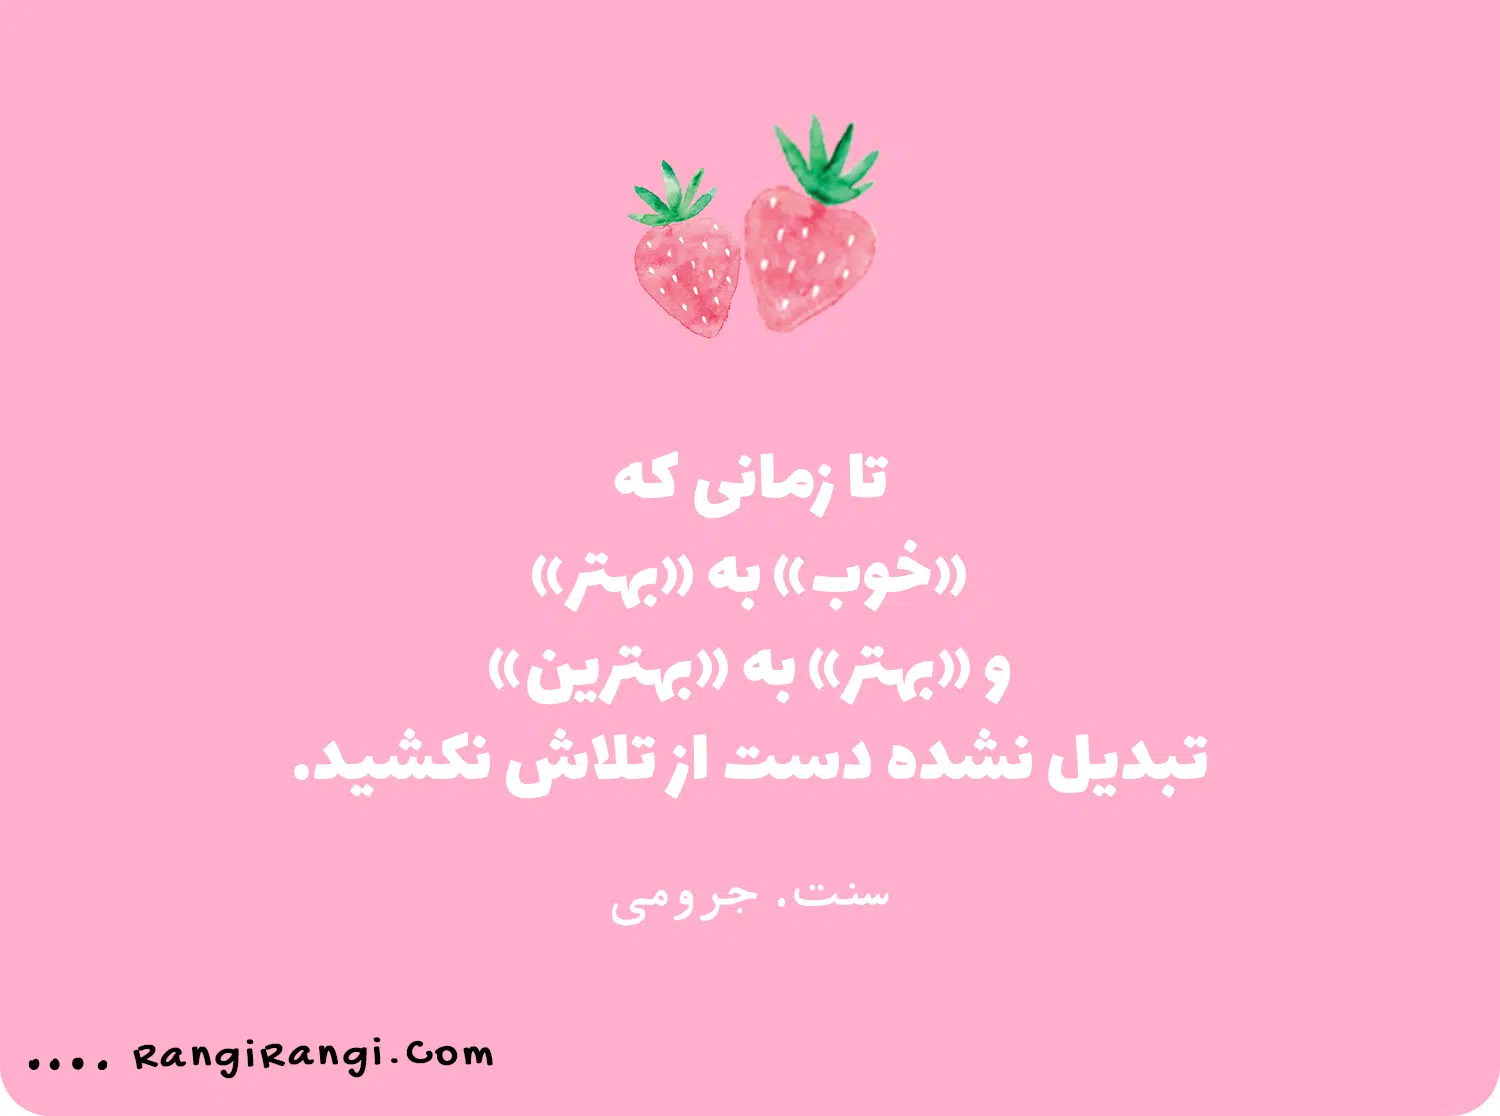 تا زمانی که
«خوب» به «بهتر»
و «بهتر» به «بهترین»
تبدیل نشده دست از تلاش نکشید.
سنت. جرومی
.... RangiRangi.Com